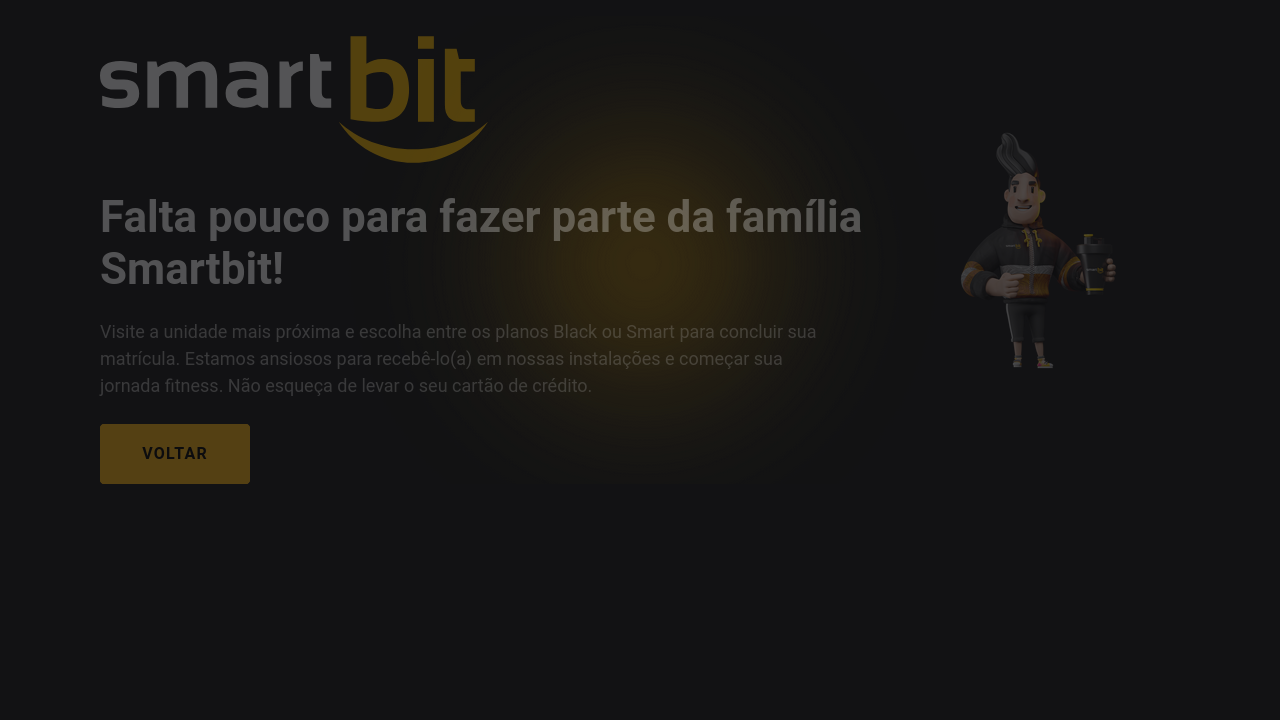 smartbit
Falta pouco para fazer parte da família
Smartbit!
Visite a unidade mais próxima e escolha entre os planos Black ou Smart para concluir sua
matrícula. Estamos ansiosos para recebê-lo(a) em nossas instalações e começar sua
jornada fitness. Não esqueça de levar o seu cartão de crédito.
VOLTAR